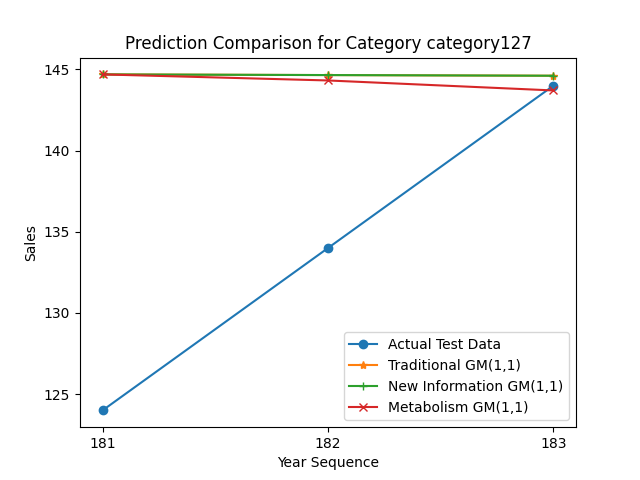 Prediction Comparison for Category category127
Sales
145
140
135
130
125
181
182
183
Year Sequence
Actual Test Data
Traditional GM(1,1)
New Information GM(1,1)
Metabolism GM(1,1)